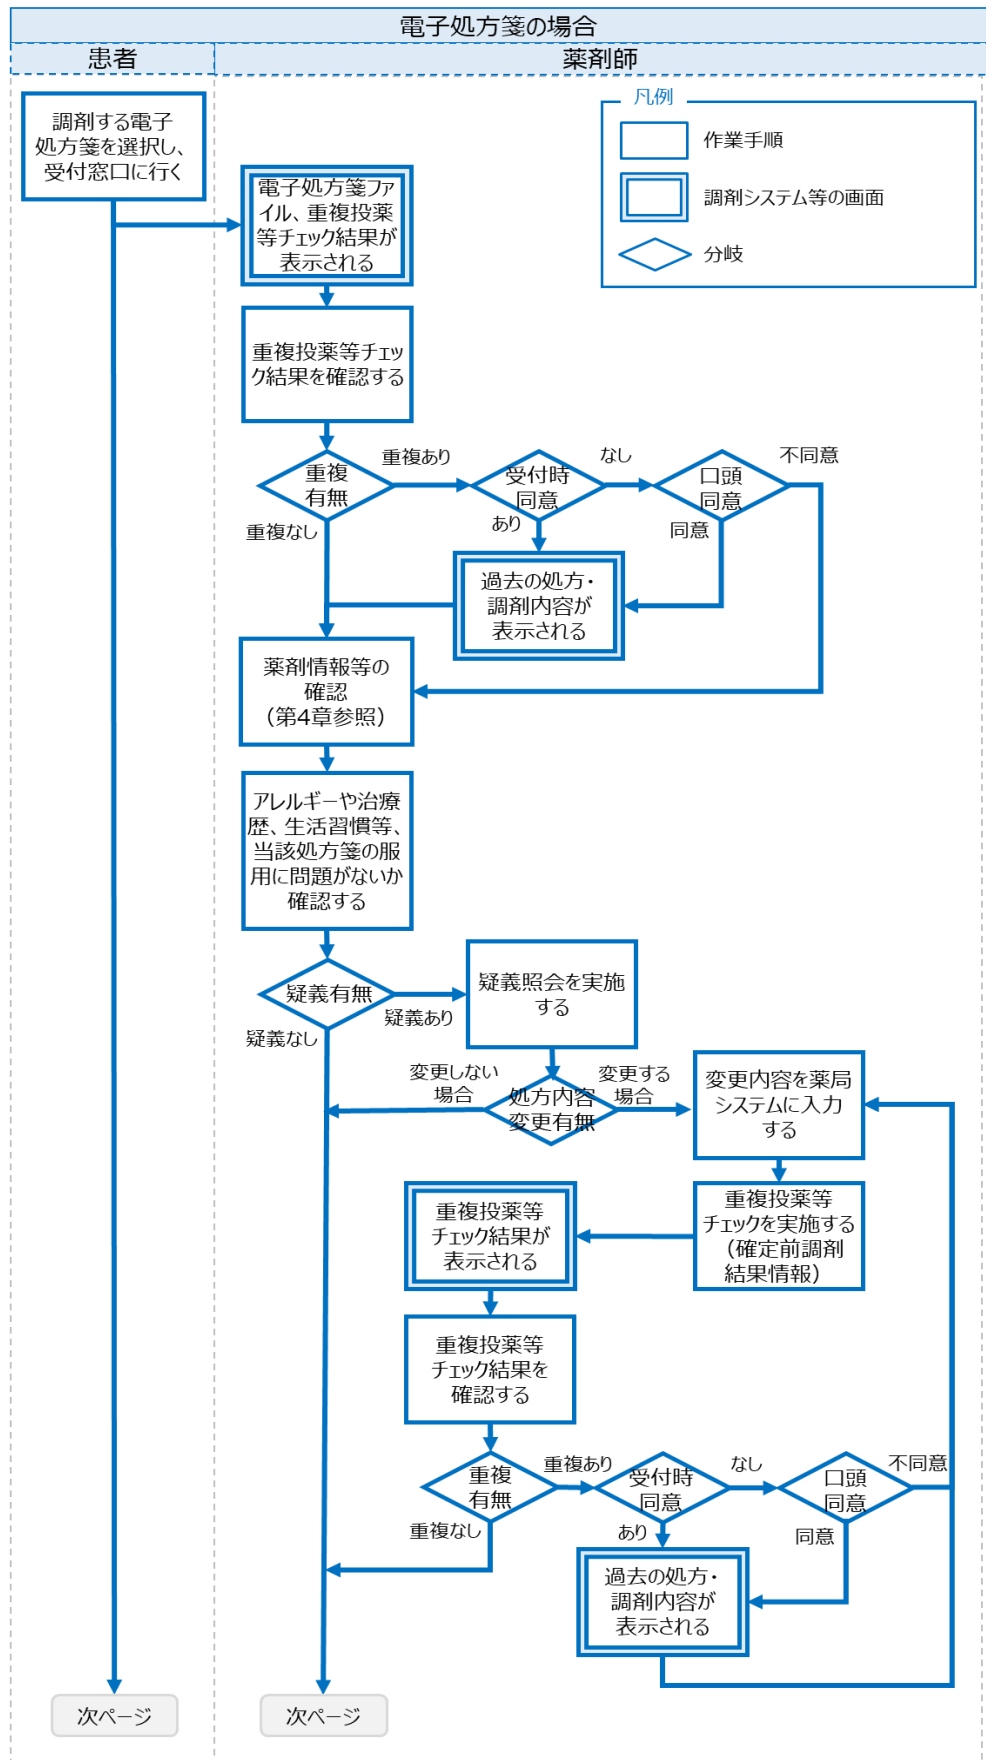 電子処方箋の場合
患者
薬剤師
調剤する電子
処方箋を選択し、
受付窓口に行く
凡例
作業手順
調剤システム等の画面
分岐
電子処方箋ファ
イル、重複投薬
等チェック結果が
表示される
重複投薬等チェッ
ク結果を確認する
重複
有無
重複あり
重複なし
受付時
同意
なし
あり
口頭
同意
不同意
同意
過去の処方・
調剤内容が
表示される
薬剤情報等の
確認
（第4章参照）
アレルギーや治療
歴、生活習慣等、
当該処方箋の服
用に問題がないか
確認する
疑義有無
疑義あり
疑義なし
疑義照会を実施
する
変更しない
場合
処方内容
変更有無
変更する
場合
変更内容を薬局
システムに入力
する
重複投薬等
チェックを実施する
（確定前調剤
結果情報）
重複投薬等
チェック結果が
表示される
重複投薬等
チェック結果を
確認する
重複
有無
重複あり
重複なし
受付時
同意
なし
あり
口頭
同意
不同意
同意
過去の処方・
調剤内容が
表示される
次ページ
次ページ